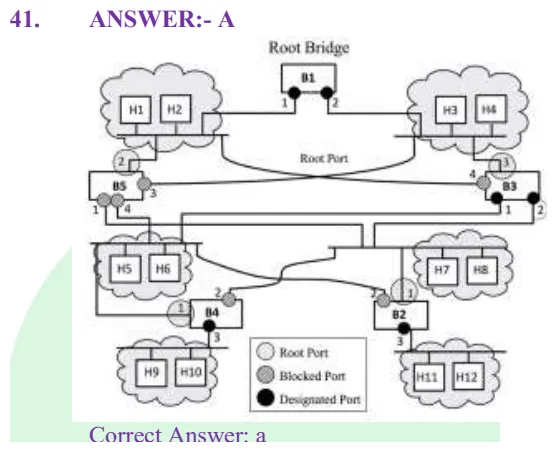 41. ANSWER:- A
Root Bridge
B1
1 2
H1 H2
H3 H4
Root Port
2
3
B5
3
4
B3
1 4
1 2
H5 H6
H7 H8
1
2
B4
3
2
1
B2
3
H9 H10
H11 H12
Root Port
Blocked Port
Designated Port
Correct Answer: a